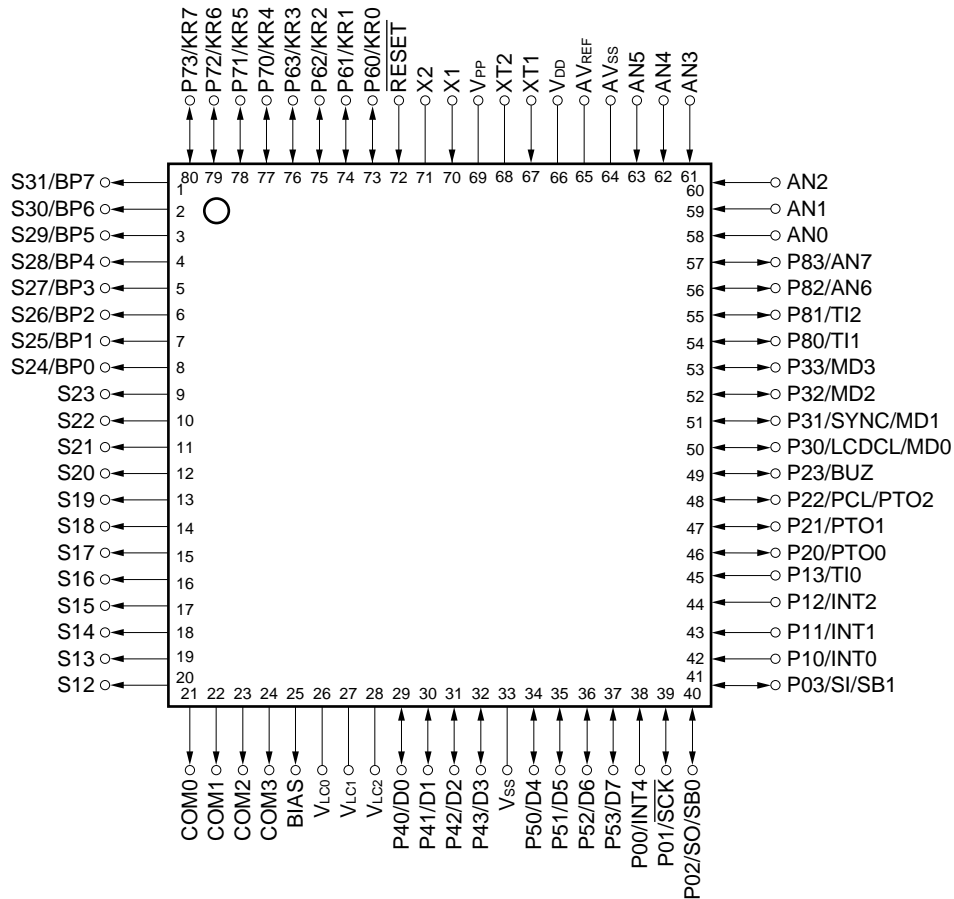 P73/KR7
P72/KR6
P71/KR5
P70/KR4
P63/KR3
P62/KR2
P61/KR1
P60/KR0
RESET
X2
X1
VPP
XT2
XT1
VDD
AVREF
AVSS
AN5
AN4
AN3
80 79 78 77 76 75 74 73 72 71 70 69 68 67 66 65 64 63 62 61
S31/BP7 1
S30/BP6 2
S29/BP5 3
S28/BP4 4
S27/BP3 5
S26/BP2 6
S25/BP1 7
S24/BP0 8
S23 9
S22 10
S21 11
S20 12
S19 13
S18 14
S17 15
S16 16
S15 17
S14 18
S13 19
S12 20
60 AN2
59 AN1
58 AN0
57 P83/AN7
56 P82/AN6
55 P81/TI2
54 P80/TI1
53 P33/MD3
52 P32/MD2
51 P31/SYNC/MD1
50 P30/LCDCL/MD0
49 P23/BUZ
48 P22/PCL/PTO2
47 P21/PTO1
46 P20/PTO0
45 P13/TI0
44 P12/INT2
43 P11/INT1
42 P10/INT0
41 P03/SI/SB1
21 22 23 24 25 26 27 28 29 30 31 32 33 34 35 36 37 38 39 40
COM0
COM1
COM2
COM3
BIAS
VLC0
VLC1
VLC2
P40/D0
P41/D1
P42/D2
P43/D3
VSS
P50/D4
P51/D5
P52/D6
P53/D7
P00/INT4
P01/SCK
P02/SO/SB0